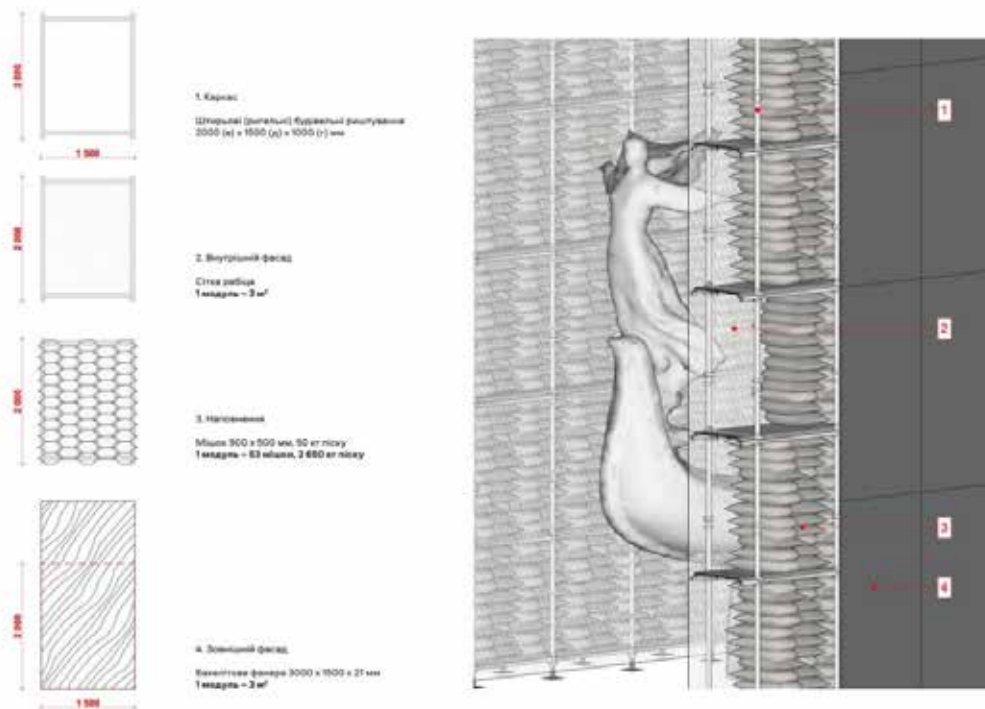 2 000
1 500
1. Каркас
Штирьові (ригельні) будівельні риштування
2000 (в) х 1500 (д) х 1000 (г) мм
2 000
2. Внутрішній фасад
Сітка рабіца
1 модуль – 3 м²
2 000
3. Наповнення
Мішок 900 х 500 мм, 50 кг піску
1 модуль – 53 мішки, 2 650 кг піску
2 000
1 500
4. Зовнішній фасад
Бакелітова фанера 3000 х 1500 х 21 мм
1 модуль – 3 м²
1
2
3
4